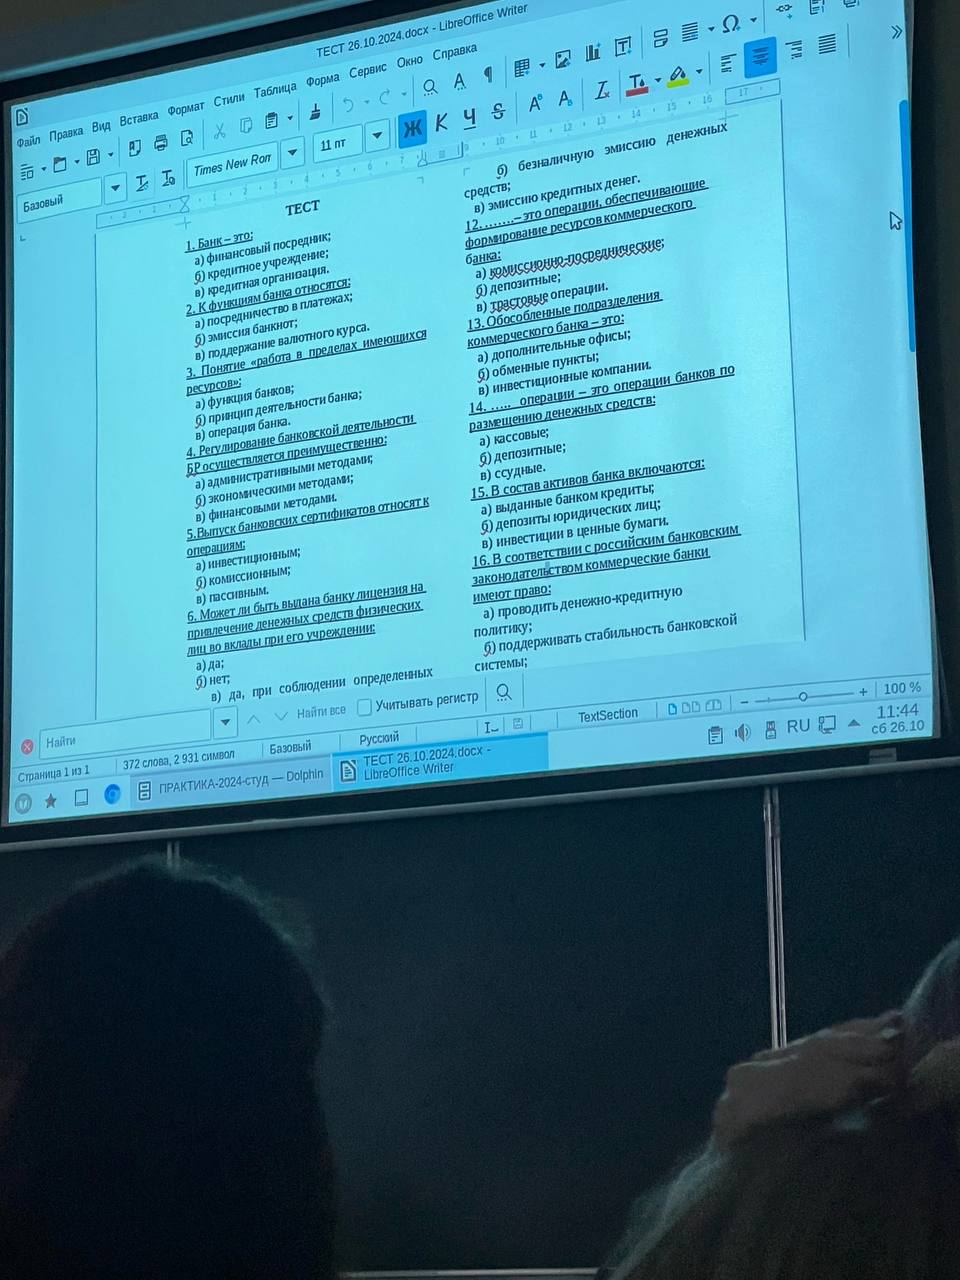 ТЕСТ 26.10.2024.docx - LibreOffice Writer
Файл Правка Вид Вставка Формат Стили Таблица Форма Сервис Окно Справка
Базовый
Times New Ron
11 пт
Ж К Ч S
ТЕСТ
1. Банк – это:
а) финансовый посредник;
б) кредитное учреждение;
в) кредитная организация.
2. К функциям банка относятся:
а) посредничество в платежах;
б) эмиссия банкнот;
в) поддержание валютного курса.
3. Понятие «работа в пределах имеющихся
ресурсов»:
а) функция банков;
б) принцип деятельности банка;
в) операция банка.
4. Регулирование банковской деятельности
БР осуществляется преимущественно:
а) административными методами;
б) экономическими методами;
в) финансовыми методами.
5.Выпуск банковских сертификатов относят к
операциям:
а) инвестиционным;
б) комиссионным;
в) пассивным.
6. Может ли быть выдана банку лицензия на
привлечение денежных средств физических
лиц во вклады при его учреждении:
а) да;
б) нет;
в) да, при соблюдении определенных
б) безналичную эмиссию денежных
средств;
в) эмиссию кредитных денег.
12. …….– это операции, обеспечивающие
формирование ресурсов коммерческого
банка:
а) комиссионно-посреднические;
б) депозитные;
в) трастовые операции.
13. Обособленные подразделения
коммерческого банка – это:
а) дополнительные офисы;
б) обменные пункты;
в) инвестиционные компании.
14. ….. операции – это операции банков по
размещению денежных средств:
а) кассовые;
б) депозитные;
в) ссудные.
15. В состав активов банка включаются:
а) выданные банком кредиты;
б) депозиты юридических лиц;
в) инвестиции в ценные бумаги.
16. В соответствии с российским банковским
законодательством коммерческие банки
имеют право:
а) проводить денежно-кредитную
политику;
б) поддерживать стабильность банковской
системы;
Найти
Найти все
Учитывать регистр
Страница 1 из 1
372 слова, 2 931 символ
Базовый
Русский
TextSection
100 %
ПРАКТИКА-2024-студ — Dolphin
ТЕСТ 26.10.2024.docx -
LibreOffice Writer
RU
11:44
сб 26.10